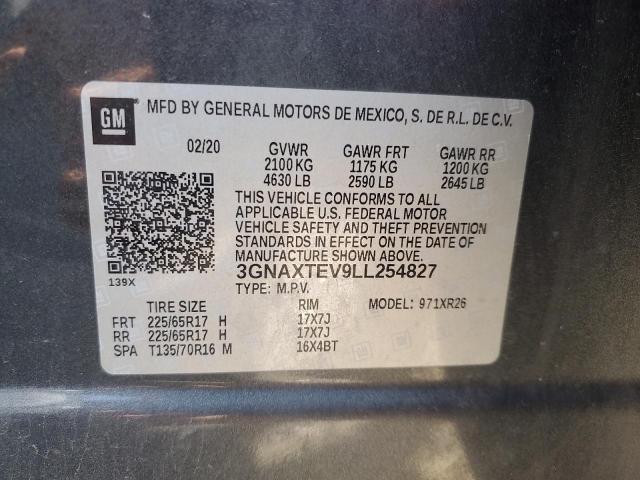 GM MFD BY GENERAL MOTORS DE MEXICO, S. DE R.L. DE C.V.
02/20 GVWR GAWR FRT GAWR RR
2100 KG 1175 KG 1200 KG
4630 LB 2590 LB 2645 LB
THIS VEHICLE CONFORMS TO ALL
APPLICABLE U.S. FEDERAL MOTOR
VEHICLE SAFETY AND THEFT PREVENTION
STANDARDS IN EFFECT ON THE DATE OF
MANUFACTURE SHOWN ABOVE.
3GNAXTEV9LL254827
139X TYPE: M.P.V.
TIRE SIZE RIM MODEL: 971XR26
FRT 225/65R17 H 17X7J
RR 225/65R17 H 17X7J
SPA T135/70R16 M 16X4BT